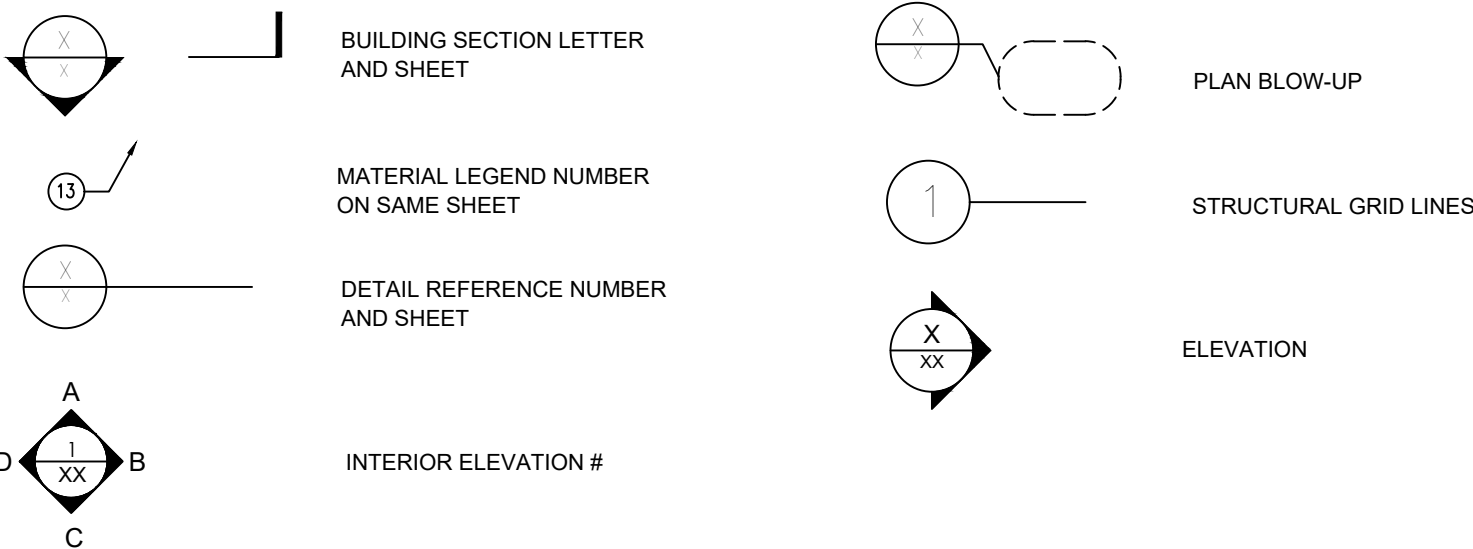 X
X
BUILDING SECTION LETTER
AND SHEET
13
MATERIAL LEGEND NUMBER
ON SAME SHEET
X
X
DETAIL REFERENCE NUMBER
AND SHEET
A
D
1
XX
B
C
INTERIOR ELEVATION #
X
X
PLAN BLOW-UP
1
STRUCTURAL GRID LINES
X
XX
ELEVATION